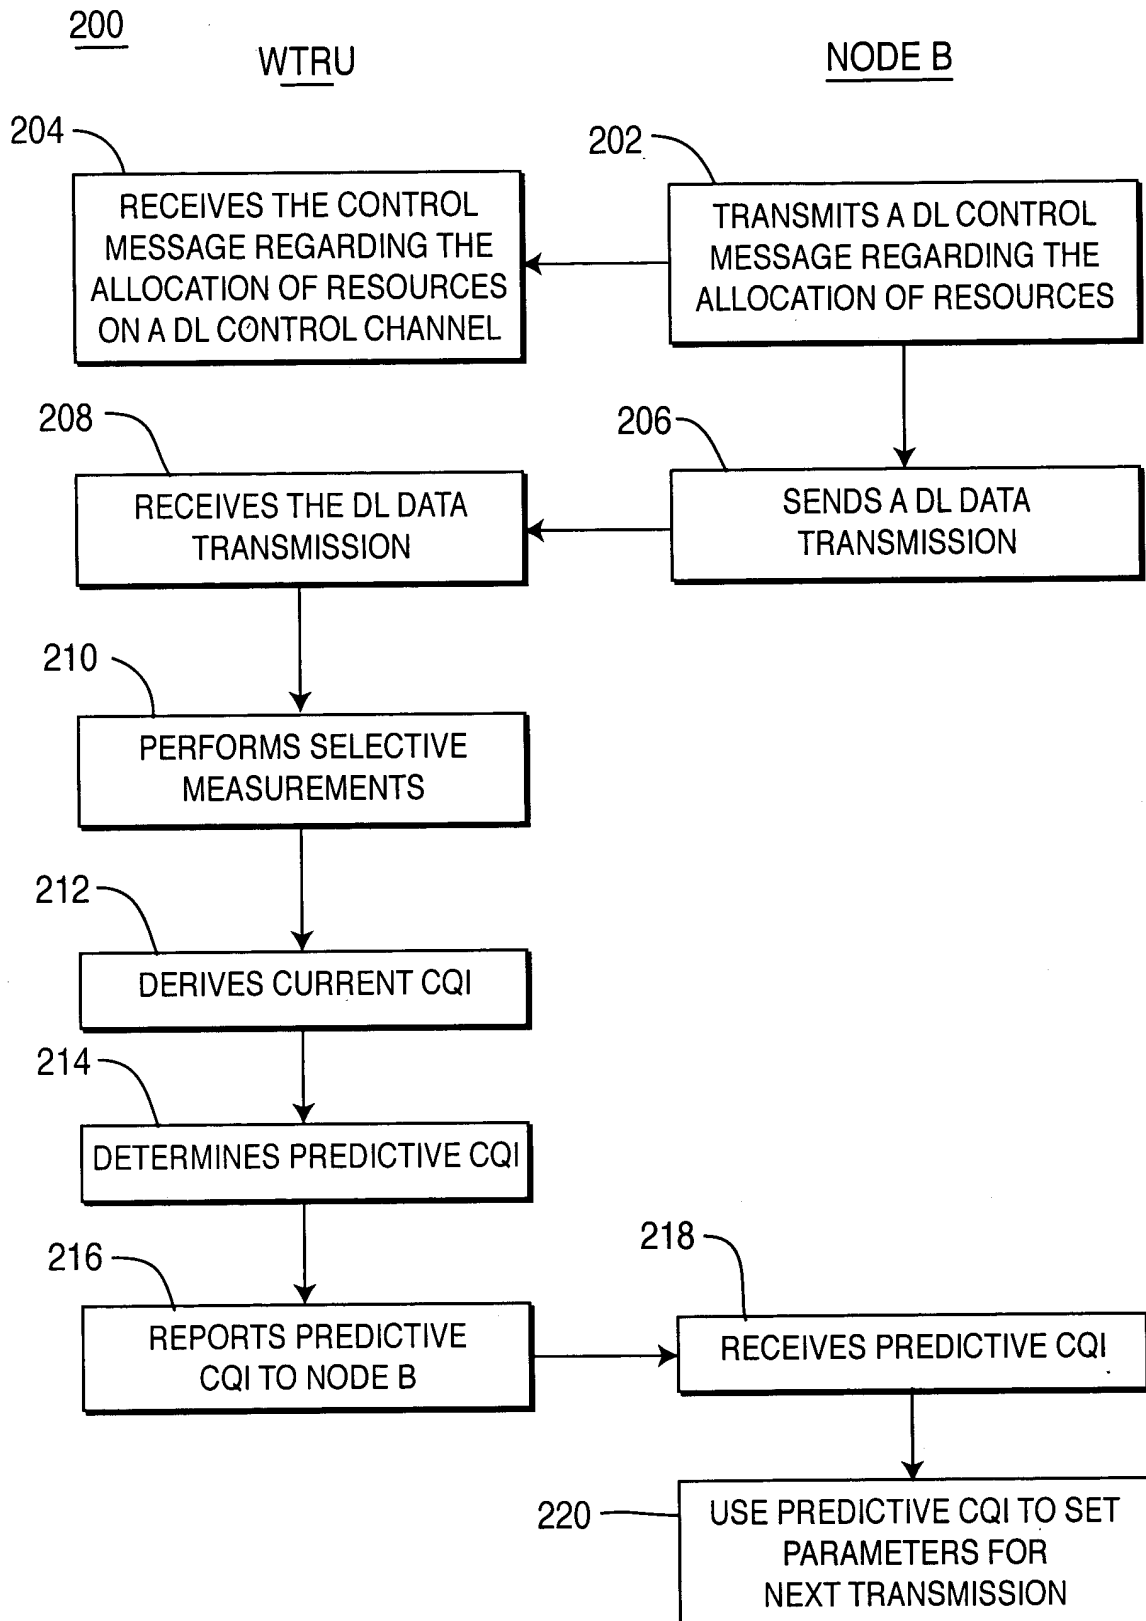 200
WTRU
NODE B
204
202
RECEIVES THE CONTROL
MESSAGE REGARDING THE
ALLOCATION OF RESOURCES
ON A DL CONTROL CHANNEL
TRANSMITS A DL CONTROL
MESSAGE REGARDING THE
ALLOCATION OF RESOURCES
208
206
RECEIVES THE DL DATA
TRANSMISSION
SENDS A DL DATA
TRANSMISSION
210
PERFORMS SELECTIVE
MEASUREMENTS
212
DERIVES CURRENT CQI
214
DETERMINES PREDICTIVE CQI
216
218
REPORTS PREDICTIVE
CQI TO NODE B
RECEIVES PREDICTIVE CQI
220
USE PREDICTIVE CQI TO SET
PARAMETERS FOR
NEXT TRANSMISSION